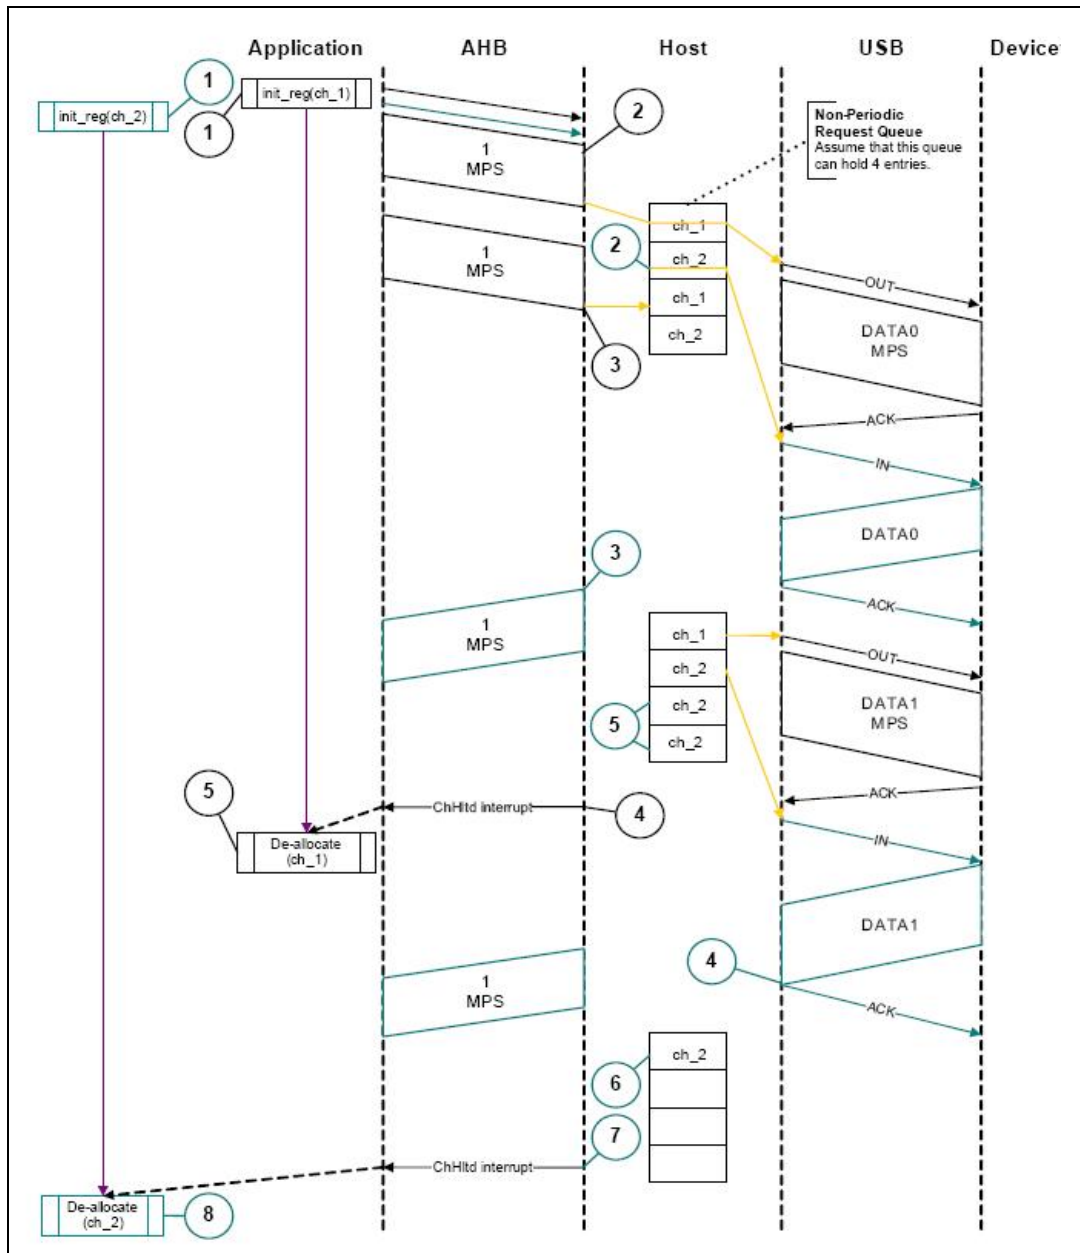 Application AHB Host USB Device
1
init_reg(ch_1)
init_reg(ch_2)
1
2
Non-Periodic
Request Queue
Assume that this queue
can hold 4 entries.
1
MPS
ch_1
2
ch_2
1
MPS
ch_1
ch_2
OUT
DATA0
MPS
3
ACK
IN
DATA0
3
ACK
1
MPS
ch_1
ch_2
ch_2
ch_2
5
OUT
DATA1
MPS
5
ChHltd interrupt
4
ACK
De-allocate
(ch_1)
IN
DATA1
4
1
MPS
ACK
ch_2
6
7
ChHltd interrupt
De-allocate
(ch_2)
8